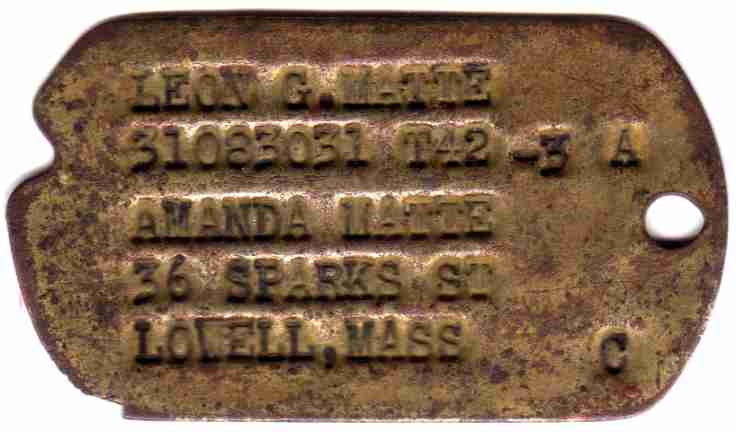 LEON G.MATTE
31083031 T42-3 A
AMANDA MATTE
36 SPARKS ST
LOWELL,MASS C